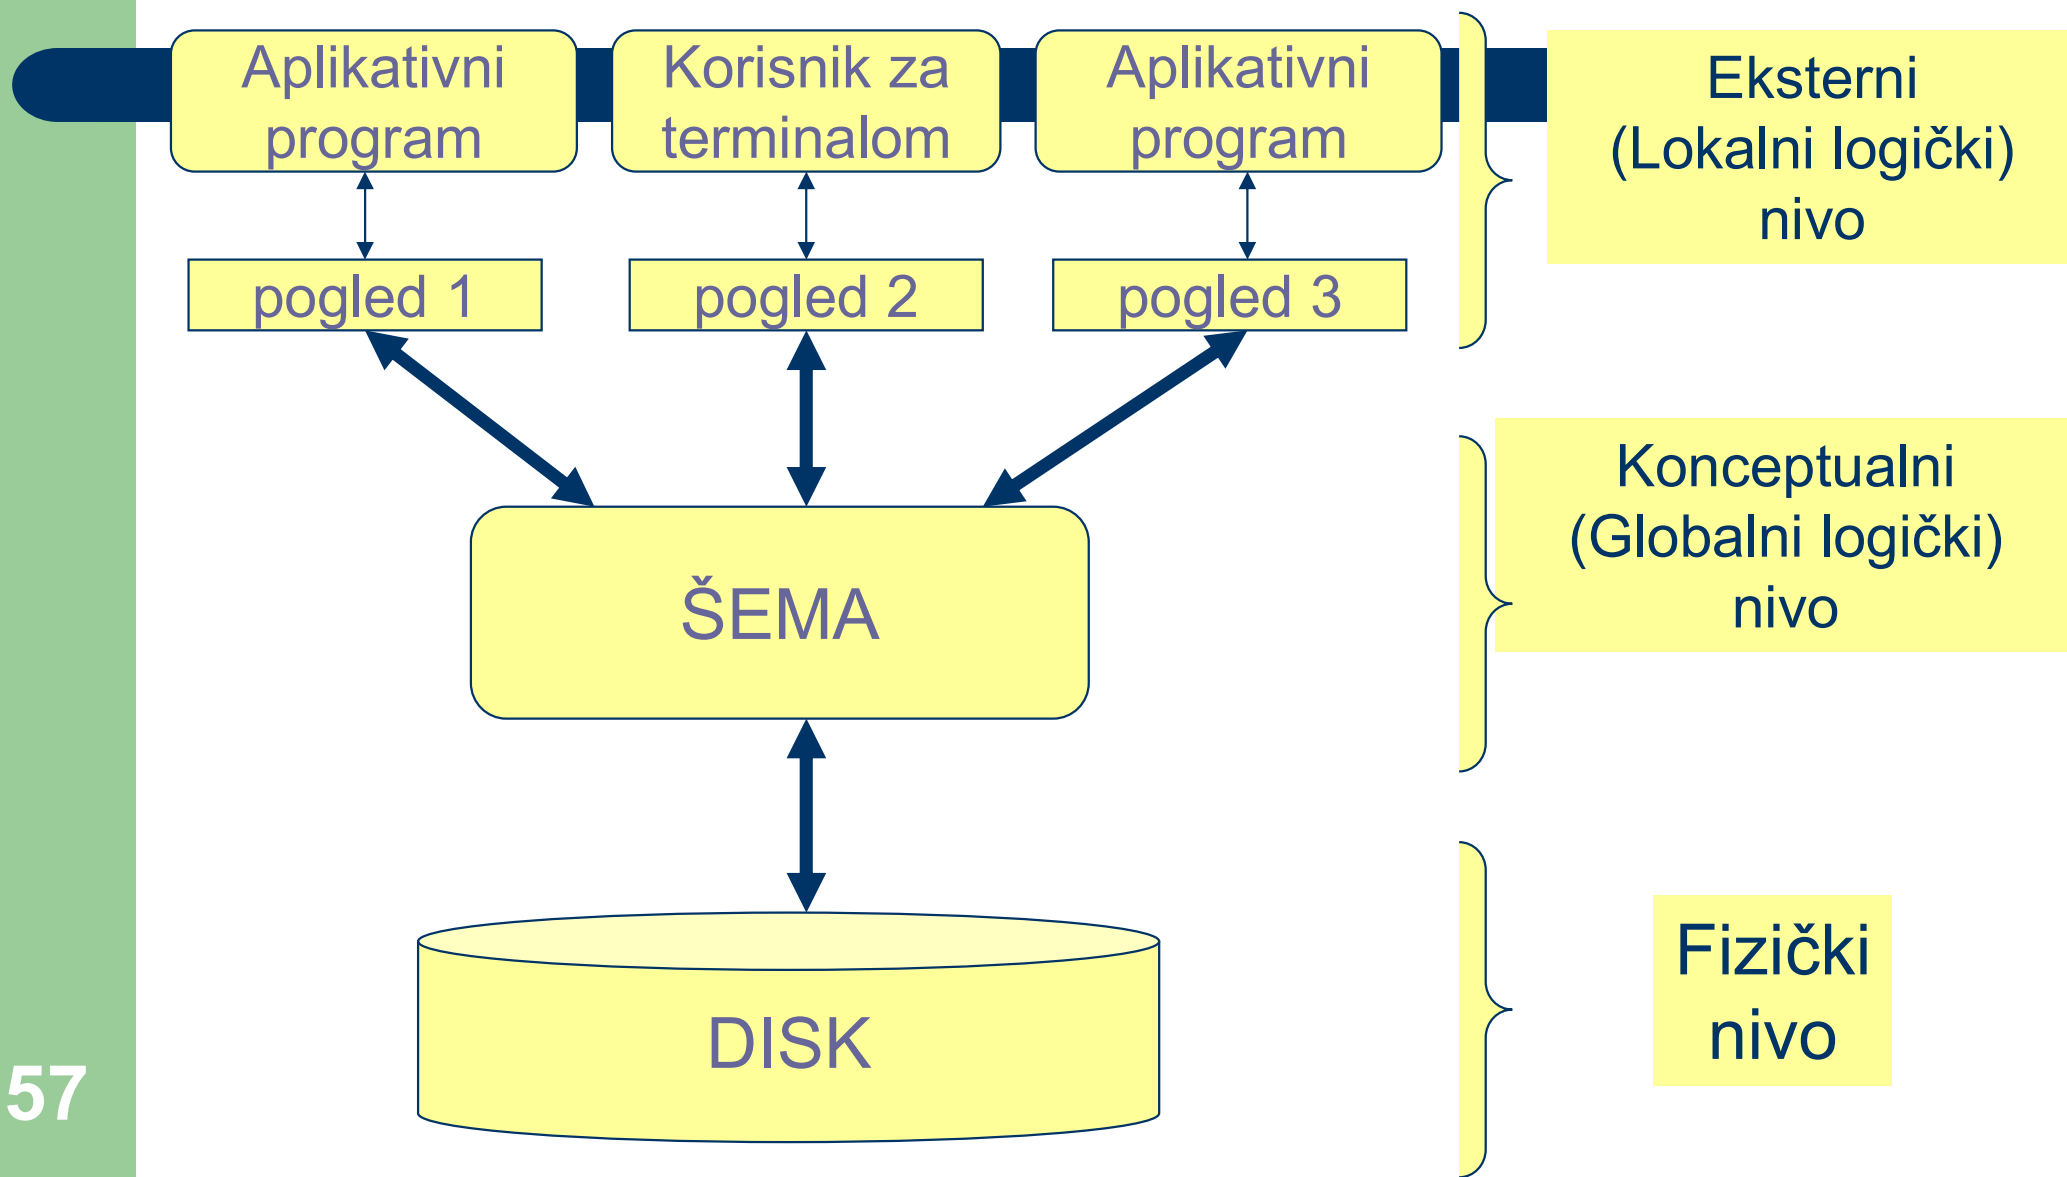 Aplikativni
program
Korisnik za
terminalom
Aplikativni
program
Eksterni
(Lokalni logički)
nivo
pogled 1
pogled 2
pogled 3
Konceptualni
(Globalni logički)
nivo
ŠEMA
Fizički
nivo
DISK
57